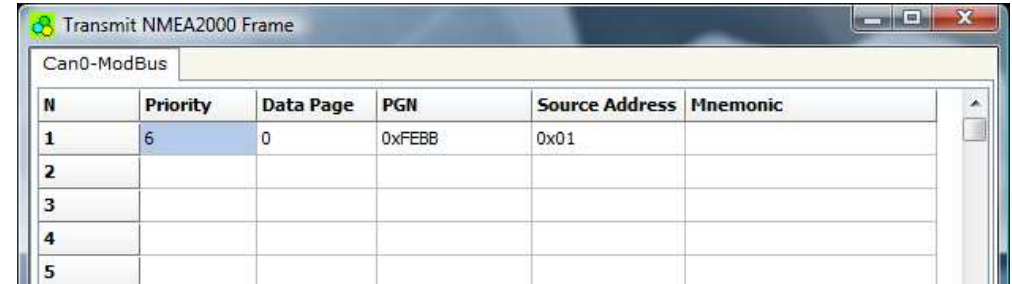 Transmit NMEA2000 Frame
Can0-ModBus
N Priority Data Page PGN Source Address Mnemonic
1 6 0 0xFEBB 0x01
2
3
4
5